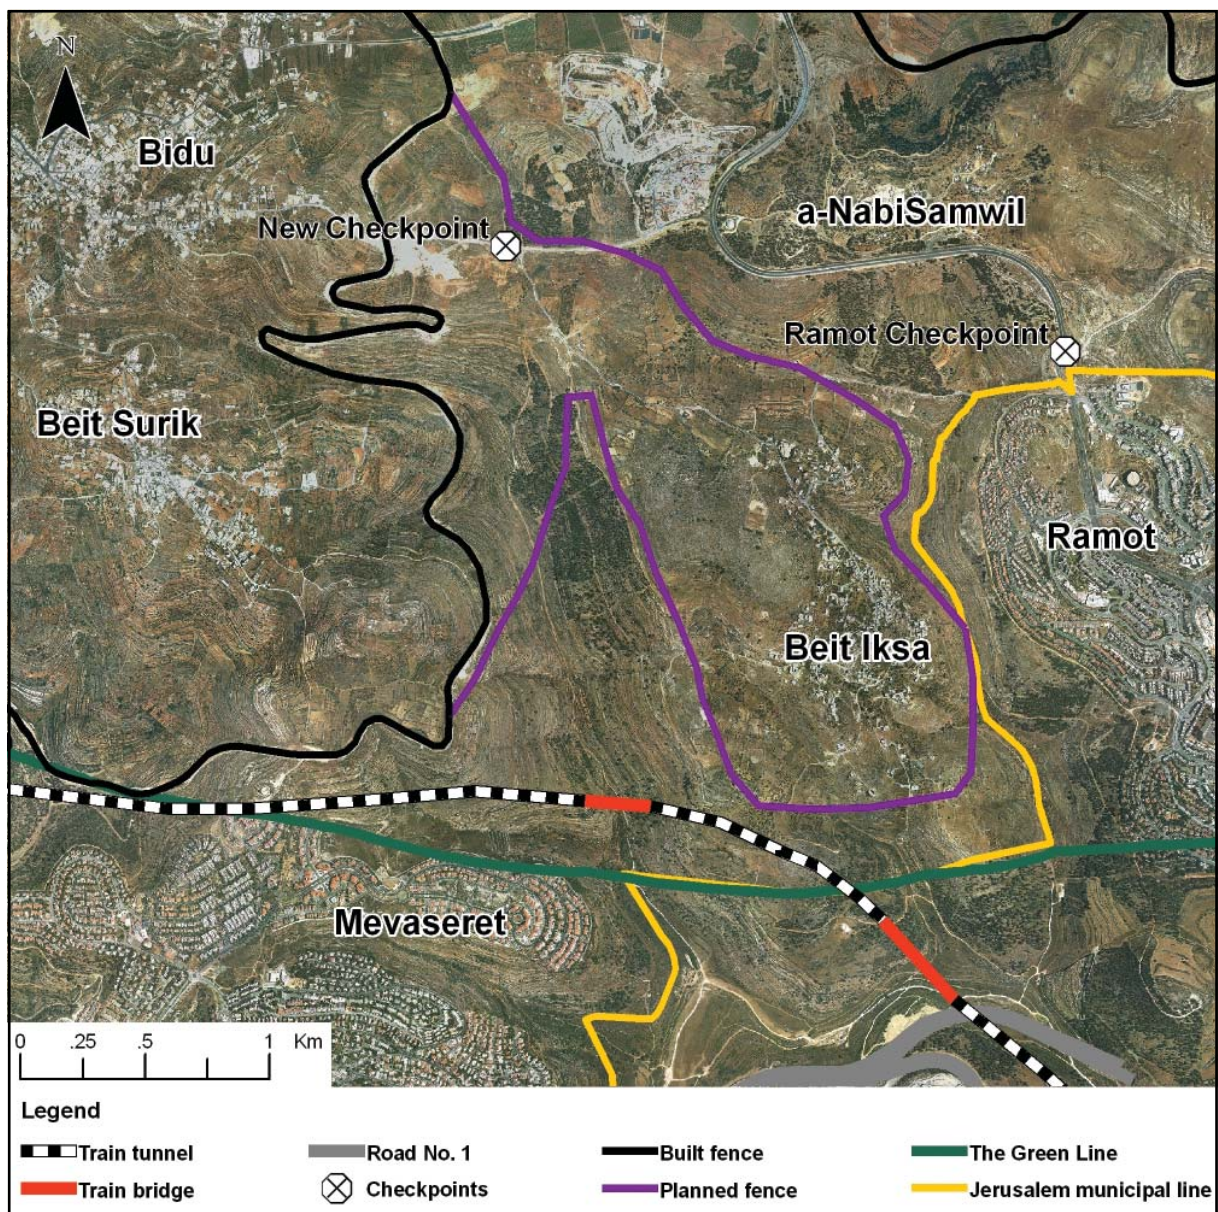 N
Bidu
New Checkpoint
a-NabiSamwil
Ramot Checkpoint
Beit Surik
Ramot
Beit Iksa
Mevaseret
0 .25 .5 1 Km
Legend
Train tunnel
Road No. 1
Built fence
The Green Line
Train bridge
Checkpoints
Planned fence
Jerusalem municipal line